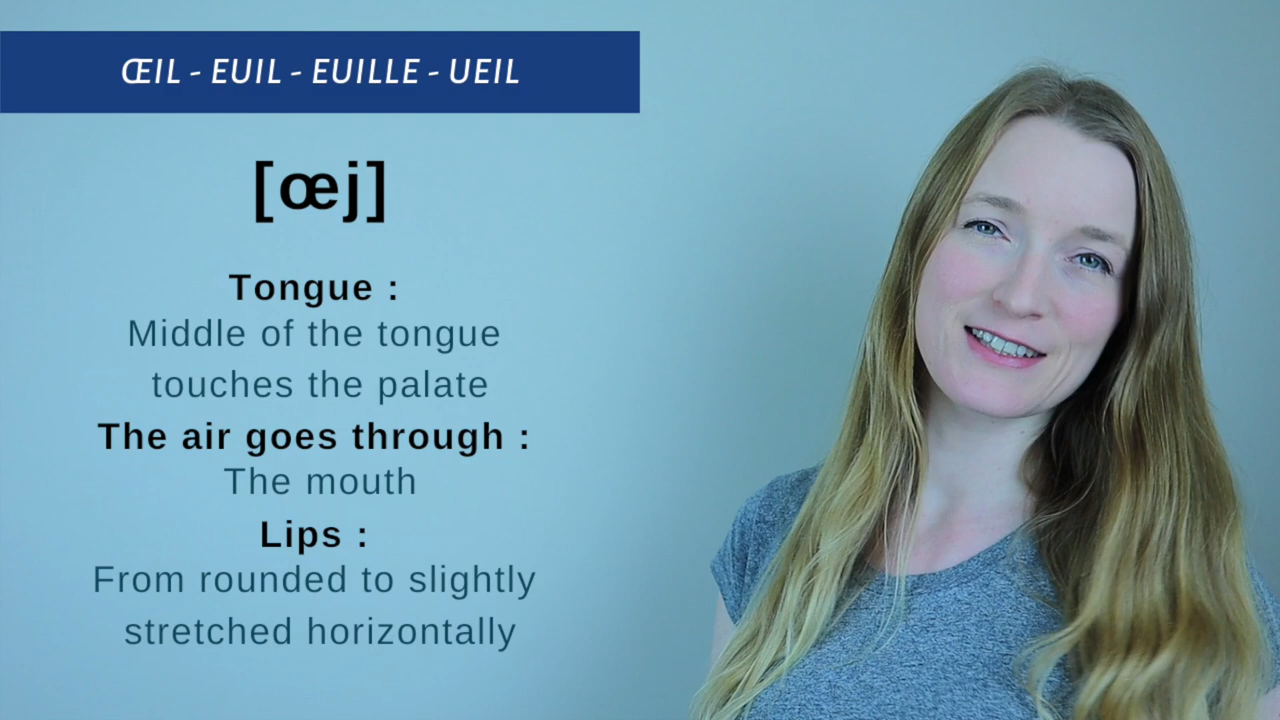 ŒIL - EUIL - EUILLE - UEIL
[œj]
Tongue :
Middle of the tongue
touches the palate
The air goes through :
The mouth
Lips :
From rounded to slightly
stretched horizontally